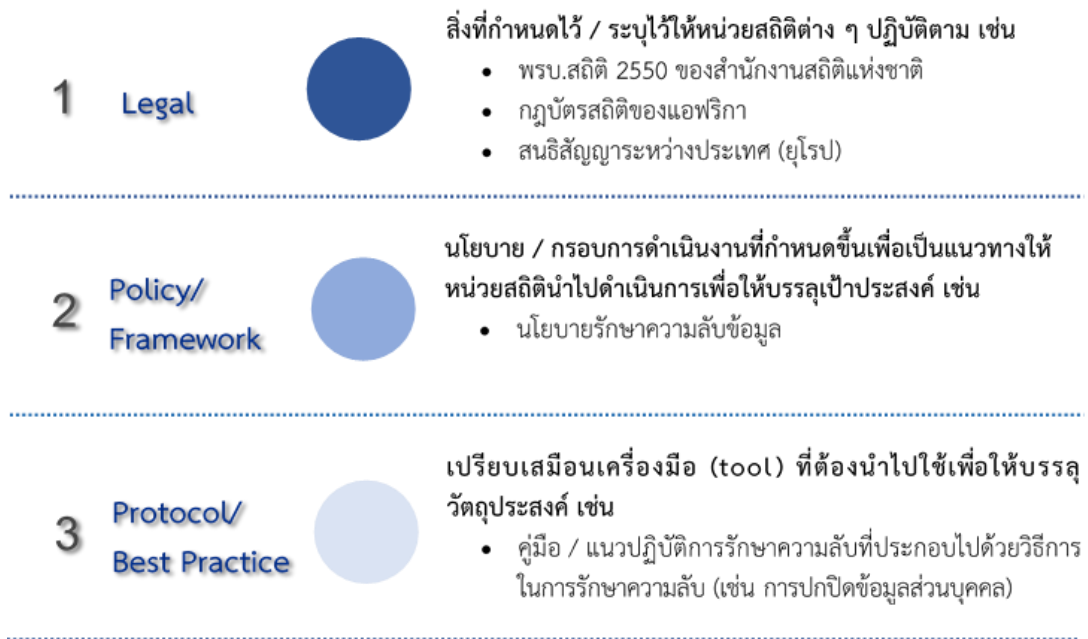 สิ่งที่กำหนดไว้ / ระบุไว้ให้หน่วยสถิติต่าง ๆ ปฏิบัติตาม เช่น
1 Legal
• พรบ.สถิติ 2550 ของสำนักงานสถิติแห่งชาติ
• กฎบัตรสถิติของแอฟริกา
• สนธิสัญญาระหว่างประเทศ (ยุโรป)
นโยบาย / กรอบการดำเนินงานที่กำหนดขึ้นเพื่อเป็นแนวทางให้
หน่วยสถิตินำไปดำเนินการเพื่อให้บรรลุเป้าประสงค์ เช่น
2 Policy/
Framework
• นโยบายรักษาความลับข้อมูล
เปรียบเสมือนเครื่องมือ (tool) ที่ต้องนำไปใช้เพื่อให้บรรลุ
วัตถุประสงค์ เช่น
3 Protocol/
Best Practice
• คู่มือ / แนวปฏิบัติการรักษาความลับที่ประกอบไปด้วยวิธีการ
ในการรักษาความลับ (เช่น การปกปิดข้อมูลส่วนบุคคล)